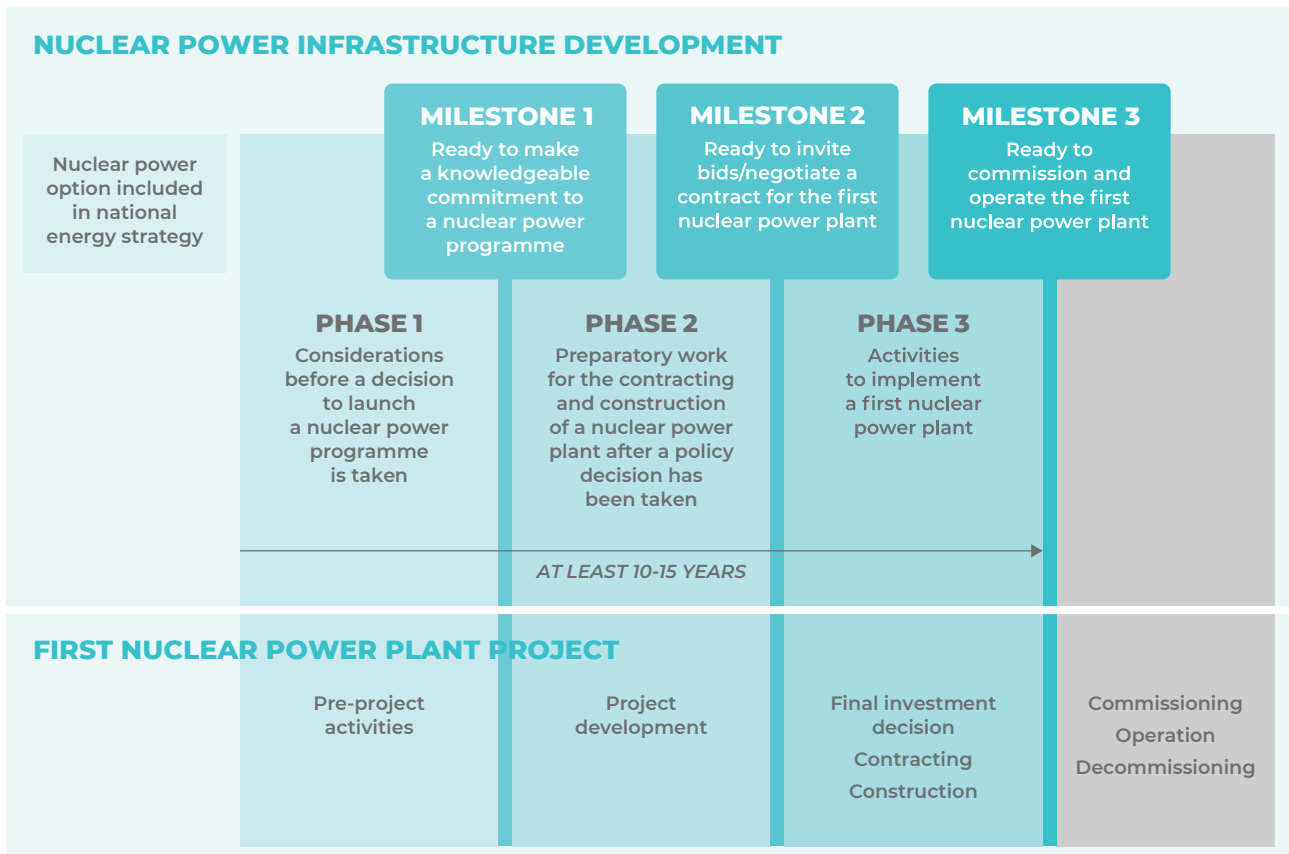 NUCLEAR POWER INFRASTRUCTURE DEVELOPMENT
Nuclear power
option included
in national
energy strategy
MILESTONE 1
Ready to make
a knowledgeable
commitment to
a nuclear power
programme
MILESTONE 2
Ready to invite
bids/negotiate a
contract for the first
nuclear power plant
MILESTONE 3
Ready to
commission and
operate the first
nuclear power plant
PHASE 1
Considerations
before a decision
to launch
a nuclear power
programme
is taken
PHASE 2
Preparatory work
for the contracting
and construction
of a nuclear power
plant after a policy
decision has
been taken
PHASE 3
Activities
to implement
a first nuclear
power plant
AT LEAST 10-15 YEARS
FIRST NUCLEAR POWER PLANT PROJECT
Pre-project
activities
Project
development
Final investment
decision
Contracting
Construction
Commissioning
Operation
Decommissioning